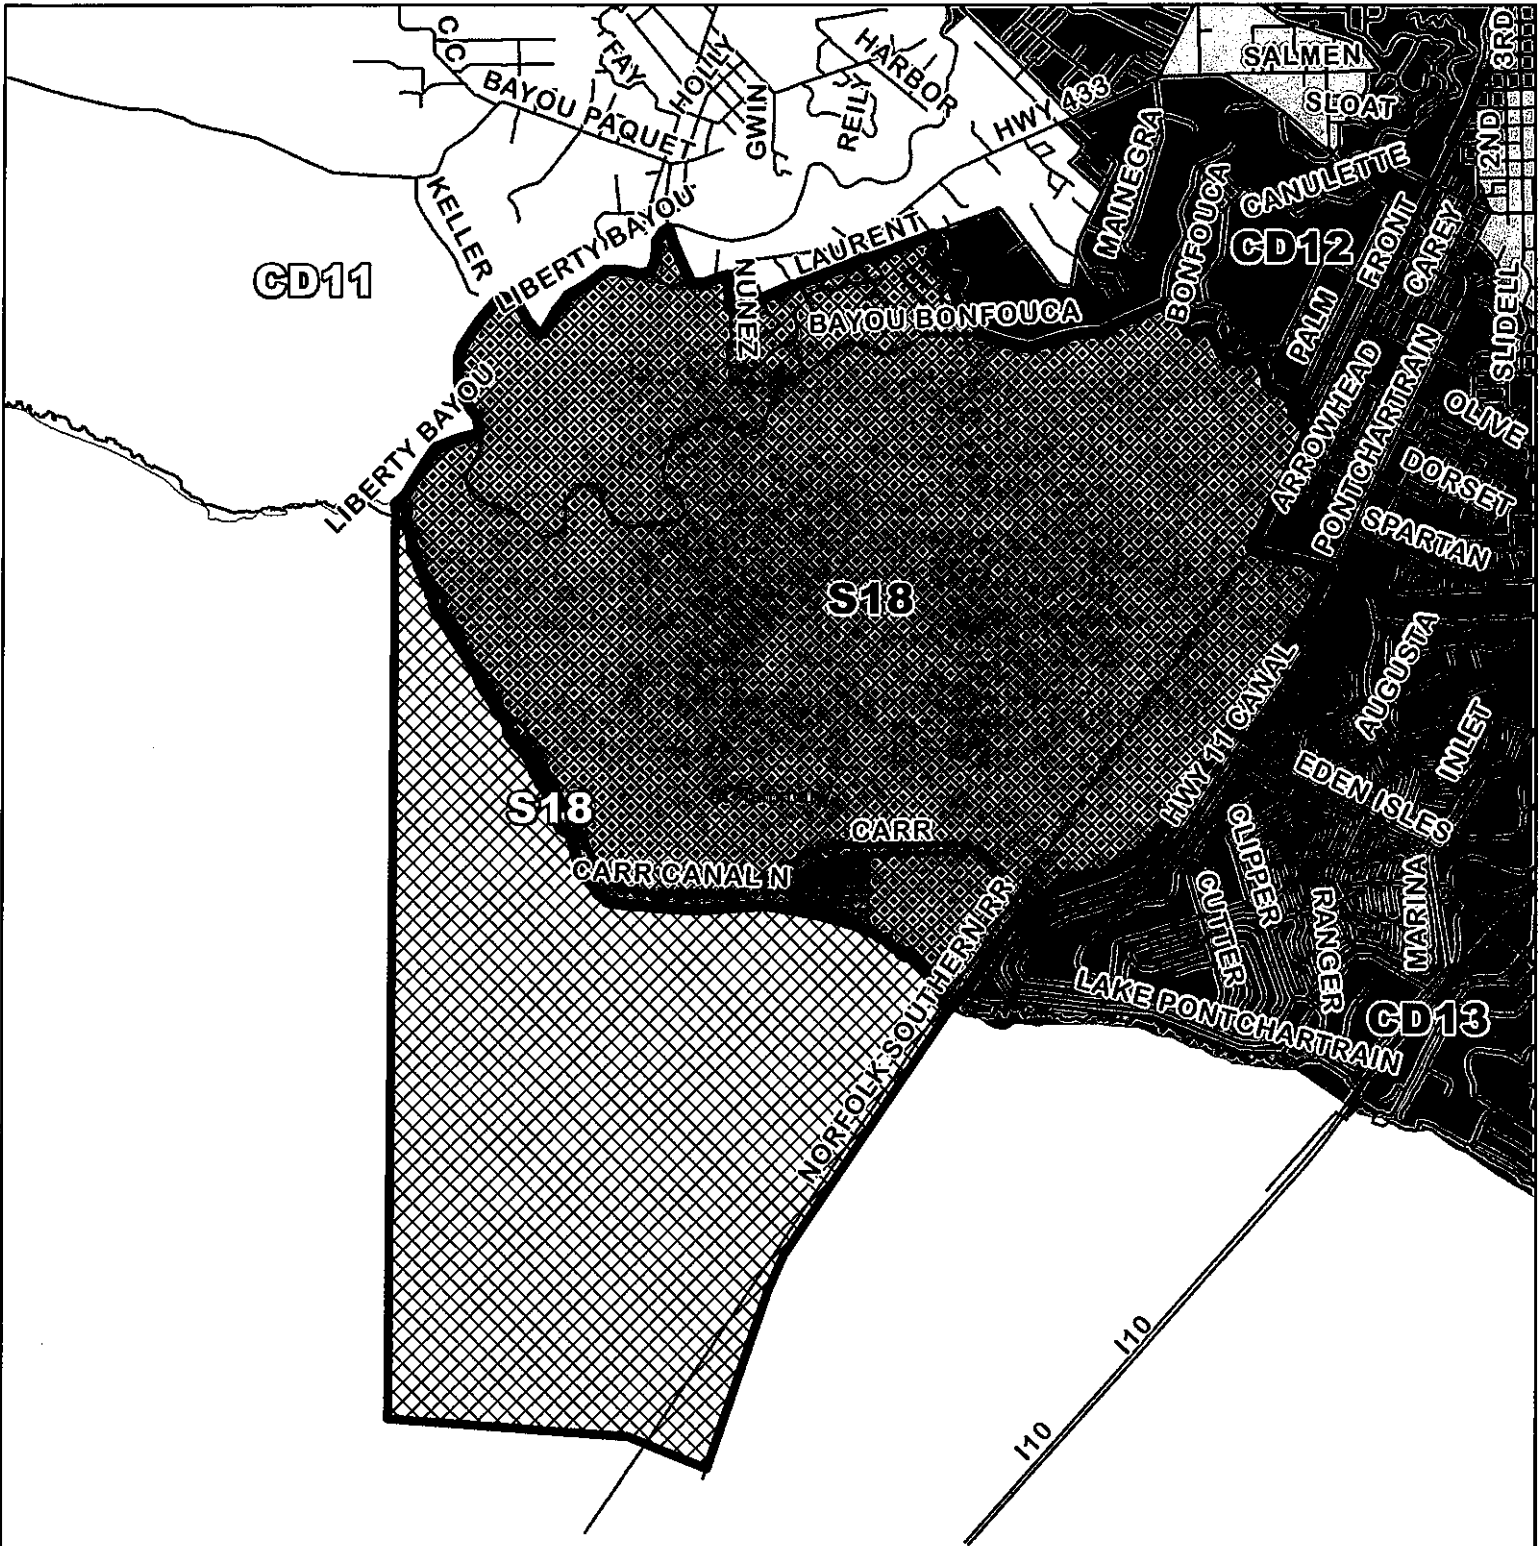 C.C.
FAY
HOLLY
HARBOR
SALMEN
3RD
BAYOU PAQUET
GWIN
REILY
HWY 433
SLOAT
2ND
KELLER
MAINEGRA
CANULETTE
BONFOUCA
LIBERTY BAYOU
LAURENT
CD11
CD12
FRONT
CAREY
NUNEZ
BAYOU BONFOUCA
PALM
SLIDELL
LIBERTY BAYOU
ARROWHEAD
PONTCHARTRAIN
OLIVE
DORSET
SPARTAN
S18
AUGUSTA
HWY 11 CANAL
INLET
EDEN ISLES
S18
CARR
CLIPPER
CARR CANAL N
CUTTER
RANGER
MARINA
NORFOLK SOUTHERN RR
LAKE PONTCHARTRAIN
CD13
I10
I10